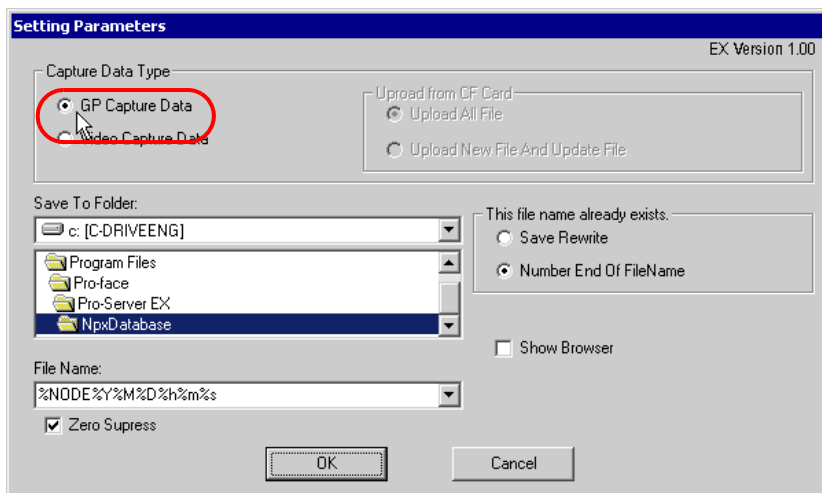 Setting Parameters
EX Version 1.00
Capture Data Type
GP Capture Data
Video Capture Data
Upload from CF Card
Upload All File
Upload New File And Update File
Save To Folder:
c: [C-DRIVEENG]
Program Files
Pro-face
Pro-Server EX
NpxDatabase
This file name already exists.
Save Rewrite
Number End Of FileName
Show Browser
File Name:
%NODE%Y%M%D%h%m%s
Zero Supress
OK
Cancel